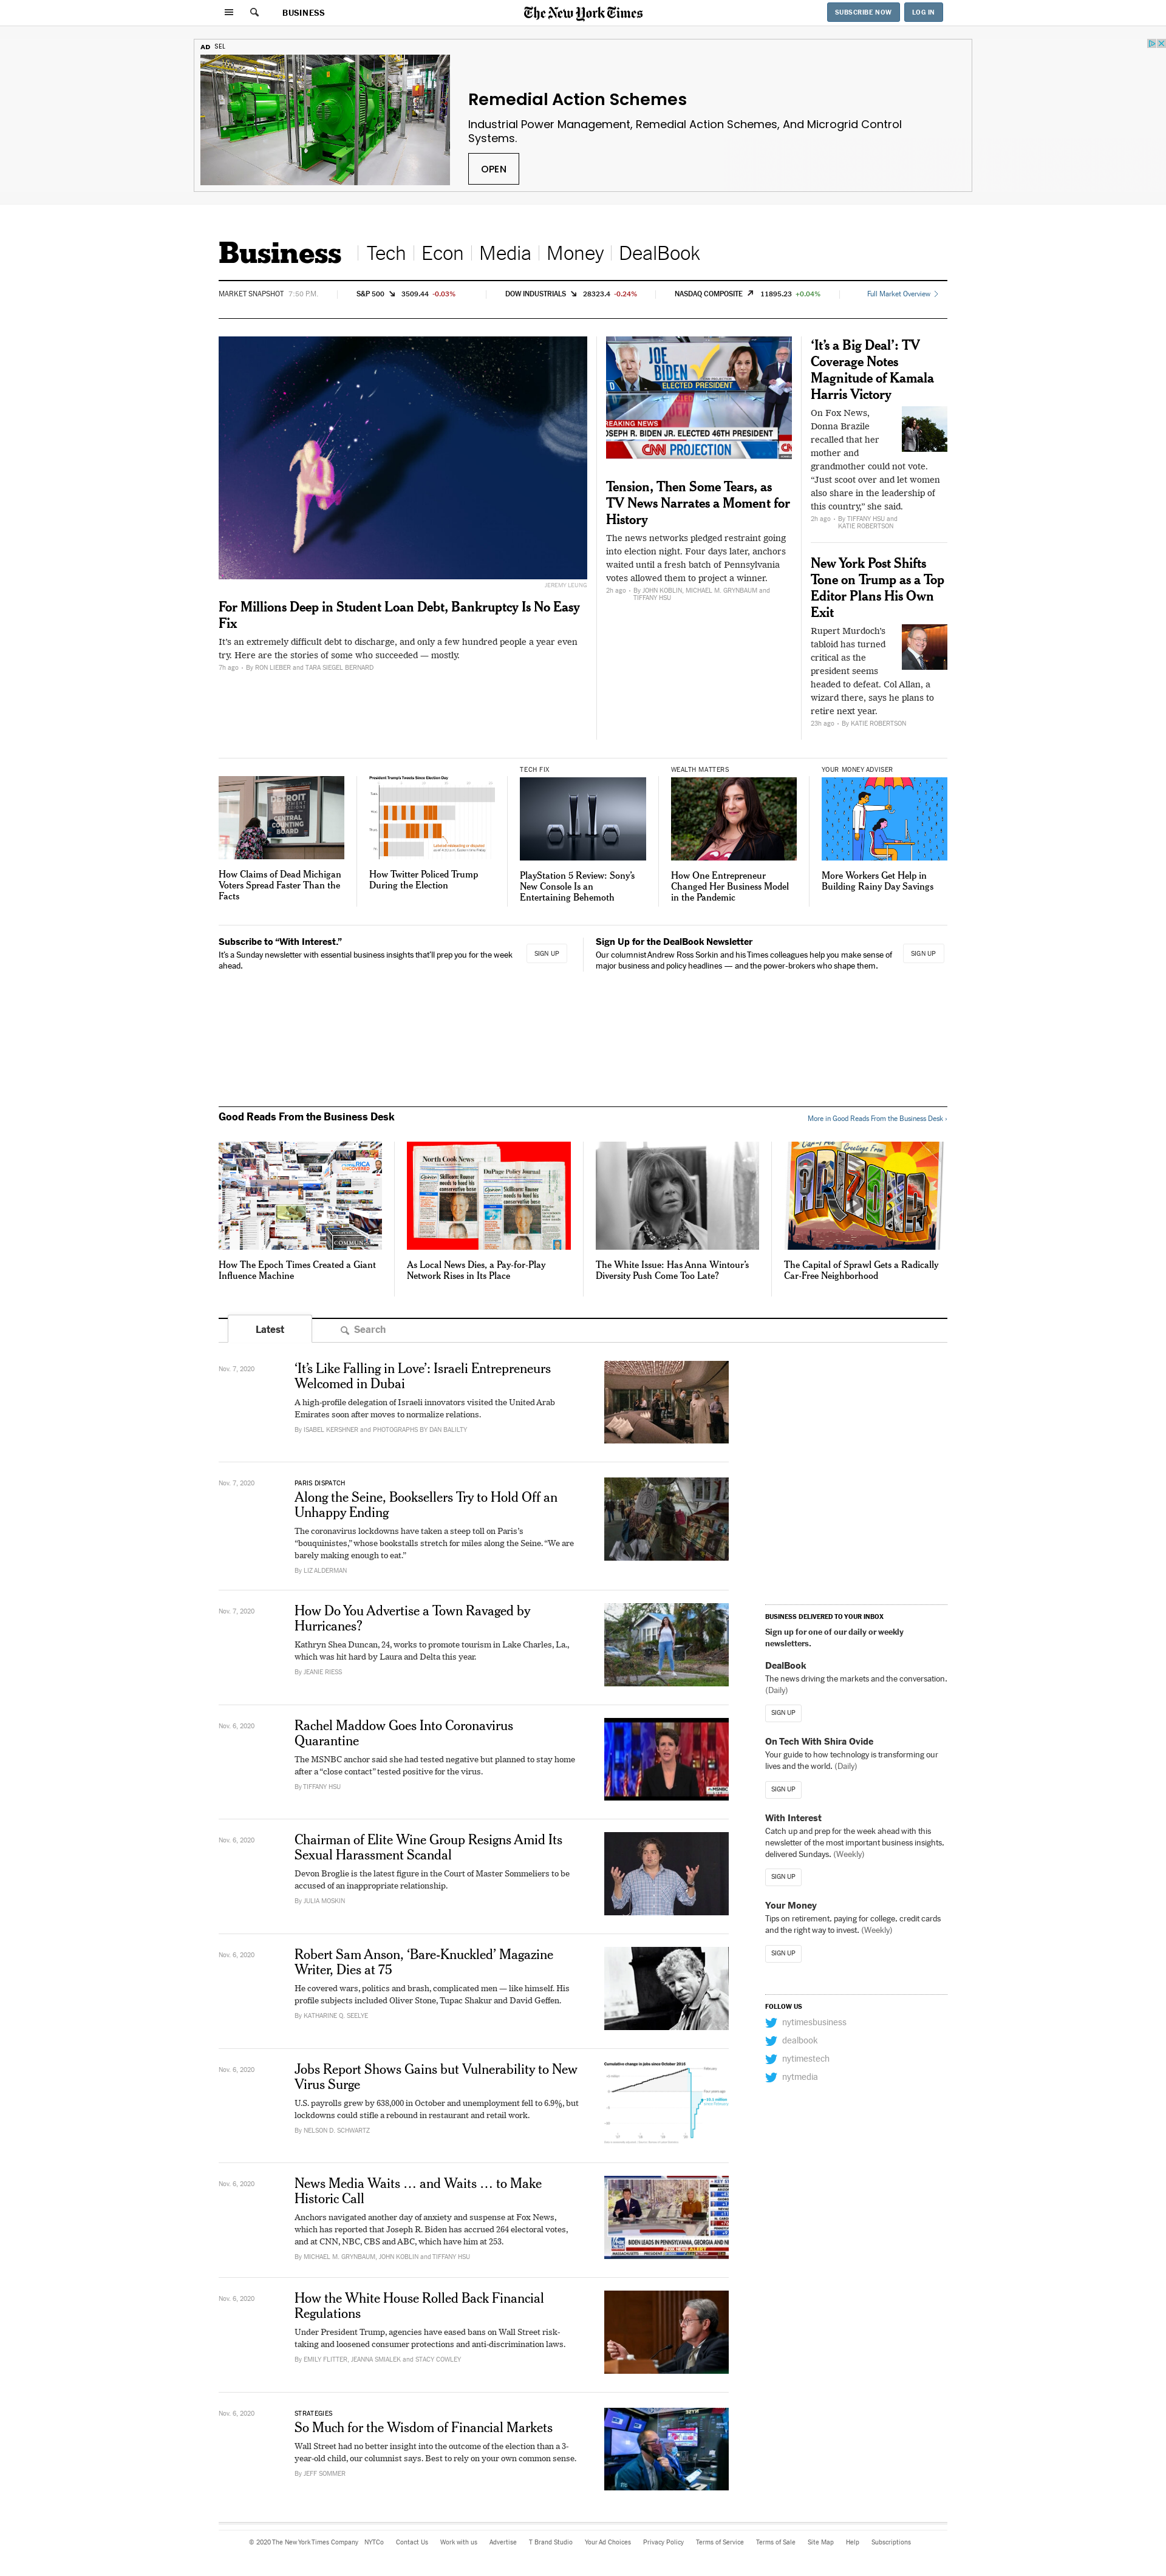 BUSINESS
The New York Times
SUBSCRIBE NOW
LOG IN
AD SEL
Remedial Action Schemes
Industrial Power Management, Remedial Action Schemes, And Microgrid Control
Systems.
OPEN
Business
Tech
Econ
Media
Money
DealBook
MARKET SNAPSHOT 7:50 P.M.
S&P 500 3509.44 -0.03%
DOW INDUSTRIALS 28323.4 -0.24%
NASDAQ COMPOSITE 11895.23 +0.04%
Full Market Overview
JEREMY LEUNG
For Millions Deep in Student Loan Debt, Bankruptcy Is No Easy
Fix
It's an extremely difficult debt to discharge, and only a few hundred people a year even
try. Here are the stories of some who succeeded — mostly.
7h ago • By RON LIEBER and TARA SIEGEL BERNARD
JOE
BIDEN
ELECTED PRESIDENT
BREAKING NEWS
JOSEPH R. BIDEN JR. ELECTED 46TH PRESIDENT
CNN PROJECTION
Tension, Then Some Tears, as
TV News Narrates a Moment for
History
The news networks pledged restraint going
into election night. Four days later, anchors
waited until a fresh batch of Pennsylvania
votes allowed them to project a winner.
2h ago • By JOHN KOBLIN, MICHAEL M. GRYNBAUM and
TIFFANY HSU
‘It’s a Big Deal’: TV
Coverage Notes
Magnitude of Kamala
Harris Victory
On Fox News,
Donna Brazile
recalled that her
mother and
grandmother could not vote.
“Just scoot over and let women
also share in the leadership of
this country,” she said.
2h ago • By TIFFANY HSU and
KATIE ROBERTSON
New York Post Shifts
Tone on Trump as a Top
Editor Plans His Own
Exit
Rupert Murdoch’s
tabloid has turned
critical as the
president seems
headed to defeat. Col Allan, a
wizard there, says he plans to
retire next year.
23h ago • By KATIE ROBERTSON
DETROIT
CENTRAL
COUNTING
BOARD
How Claims of Dead Michigan
Voters Spread Faster Than the
Facts
President Trump's Tweets Since Election Day
How Twitter Policed Trump
During the Election
TECH FIX
PlayStation 5 Review: Sony’s
New Console Is an
Entertaining Behemoth
WEALTH MATTERS
How One Entrepreneur
Changed Her Business Model
in the Pandemic
YOUR MONEY ADVISER
More Workers Get Help in
Building Rainy Day Savings
Subscribe to “With Interest.”
It’s a Sunday newsletter with essential business insights that’ll prep you for the week
ahead.
SIGN UP
Sign Up for the DealBook Newsletter
Our columnist Andrew Ross Sorkin and his Times colleagues help you make sense of
major business and policy headlines — and the power-brokers who shape them.
SIGN UP
Good Reads From the Business Desk
More in Good Reads From the Business Desk ›
How The Epoch Times Created a Giant
Influence Machine
North Cook News
DuPage Policy Journal
As Local News Dies, a Pay-for-Play
Network Rises in Its Place
The White Issue: Has Anna Wintour’s
Diversity Push Come Too Late?
Greetings From
ARIZONA
The Capital of Sprawl Gets a Radically
Car-Free Neighborhood
Latest
Search
Nov. 7, 2020
‘It’s Like Falling in Love’: Israeli Entrepreneurs
Welcomed in Dubai
A high-profile delegation of Israeli innovators visited the United Arab
Emirates soon after moves to normalize relations.
By ISABEL KERSHNER and PHOTOGRAPHS BY DAN BALILTY
Nov. 7, 2020
PARIS DISPATCH
Along the Seine, Booksellers Try to Hold Off an
Unhappy Ending
The coronavirus lockdowns have taken a steep toll on Paris’s
“bouquinistes,” whose bookstalls stretch for miles along the Seine. “We are
barely making enough to eat.”
By LIZ ALDERMAN
Nov. 7, 2020
How Do You Advertise a Town Ravaged by
Hurricanes?
Kathryn Shea Duncan, 24, works to promote tourism in Lake Charles, La.,
which was hit hard by Laura and Delta this year.
By JEANIE RIESS
Nov. 6, 2020
Rachel Maddow Goes Into Coronavirus
Quarantine
The MSNBC anchor said she had tested negative but planned to stay home
after a “close contact” tested positive for the virus.
By TIFFANY HSU
Nov. 6, 2020
Chairman of Elite Wine Group Resigns Amid Its
Sexual Harassment Scandal
Devon Broglie is the latest figure in the Court of Master Sommeliers to be
accused of an inappropriate relationship.
By JULIA MOSKIN
Nov. 6, 2020
Robert Sam Anson, ‘Bare-Knuckled’ Magazine
Writer, Dies at 75
He covered wars, politics and brash, complicated men — like himself. His
profile subjects included Oliver Stone, Tupac Shakur and David Geffen.
By KATHARINE Q. SEELYE
Nov. 6, 2020
Jobs Report Shows Gains but Vulnerability to New
Virus Surge
U.S. payrolls grew by 638,000 in October and unemployment fell to 6.9%, but
lockdowns could stifle a rebound in restaurant and retail work.
By NELSON D. SCHWARTZ
Nov. 6, 2020
News Media Waits … and Waits … to Make
Historic Call
Anchors navigated another day of anxiety and suspense at Fox News,
which has reported that Joseph R. Biden has accrued 264 electoral votes,
and at CNN, NBC, CBS and ABC, which have him at 253.
By MICHAEL M. GRYNBAUM, JOHN KOBLIN and TIFFANY HSU
Nov. 6, 2020
How the White House Rolled Back Financial
Regulations
Under President Trump, agencies have eased bans on Wall Street risk-
taking and loosened consumer protections and anti-discrimination laws.
By EMILY FLITTER, JEANNA SMIALEK and STACY COWLEY
Nov. 6, 2020
STRATEGIES
So Much for the Wisdom of Financial Markets
Wall Street had no better insight into the outcome of the election than a 3-
year-old child, our columnist says. Best to rely on your own common sense.
By JEFF SOMMER
BUSINESS DELIVERED TO YOUR INBOX
Sign up for one of our daily or weekly
newsletters.
DealBook
The news driving the markets and the conversation.
(Daily)
SIGN UP
On Tech With Shira Ovide
Your guide to how technology is transforming our
lives and the world. (Daily)
SIGN UP
With Interest
Catch up and prep for the week ahead with this
newsletter of the most important business insights,
delivered Sundays. (Weekly)
SIGN UP
Your Money
Tips on retirement, paying for college, credit cards
and the right way to invest. (Weekly)
SIGN UP
FOLLOW US
nytimesbusiness
dealbook
nytimestech
nytmedia
© 2020 The New York Times Company NYTCo Contact Us Work with us Advertise T Brand Studio Your Ad Choices Privacy Policy Terms of Service Terms of Sale Site Map Help Subscriptions